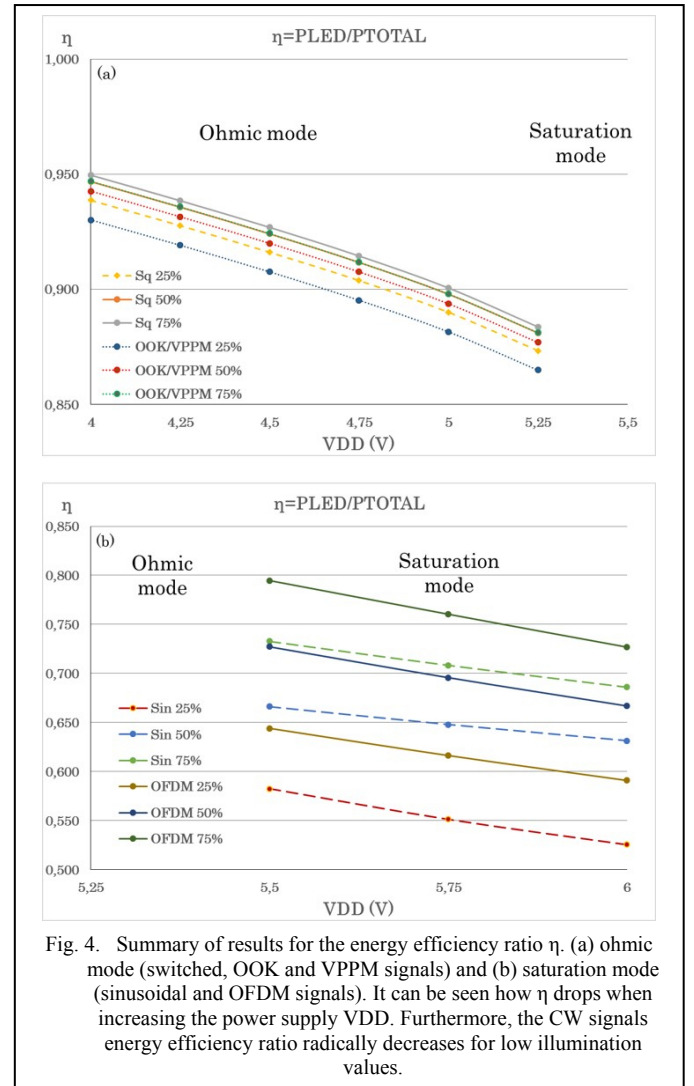 η
η=PLED/PTOTAL
1,000
(a)
Ohmic mode
Saturation
mode
0,950
0,900
Sq 25%
Sq 50%
Sq 75%
OOK/VPPM 25%
OOK/VPPM 50%
OOK/VPPM 75%
0,850
4
4,25
4,5
4,75
5
5,25
5,5
VDD (V)
η
η=PLED/PTOTAL
0,850
(b)
Ohmic
mode
Saturation
mode
0,800
0,750
0,700
0,650
0,600
0,550
0,500
Sin 25%
Sin 50%
Sin 75%
OFDM 25%
OFDM 50%
OFDM 75%
5,25
5,5
5,75
6
VDD (V)
Fig. 4. Summary of results for the energy efficiency ratio η. (a) ohmic
mode (switched, OOK and VPPM signals) and (b) saturation mode
(sinusoidal and OFDM signals). It can be seen how η drops when
increasing the power supply VDD. Furthermore, the CW signals
energy efficiency ratio radically decreases for low illumination
values.